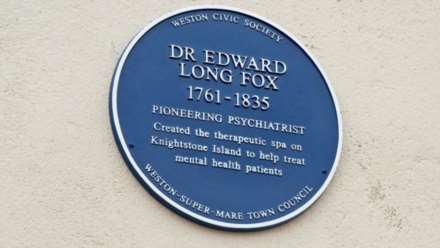 WESTON CIVIC SOCIETY
DR EDWARD
LONG FOX
1761-1835
PIONEERING PSYCHIATRIST
Created the therapeutic spa on
Knightstone Island to help treat
mental health patients
WESTON-SUPER-MARE TOWN COUNCIL